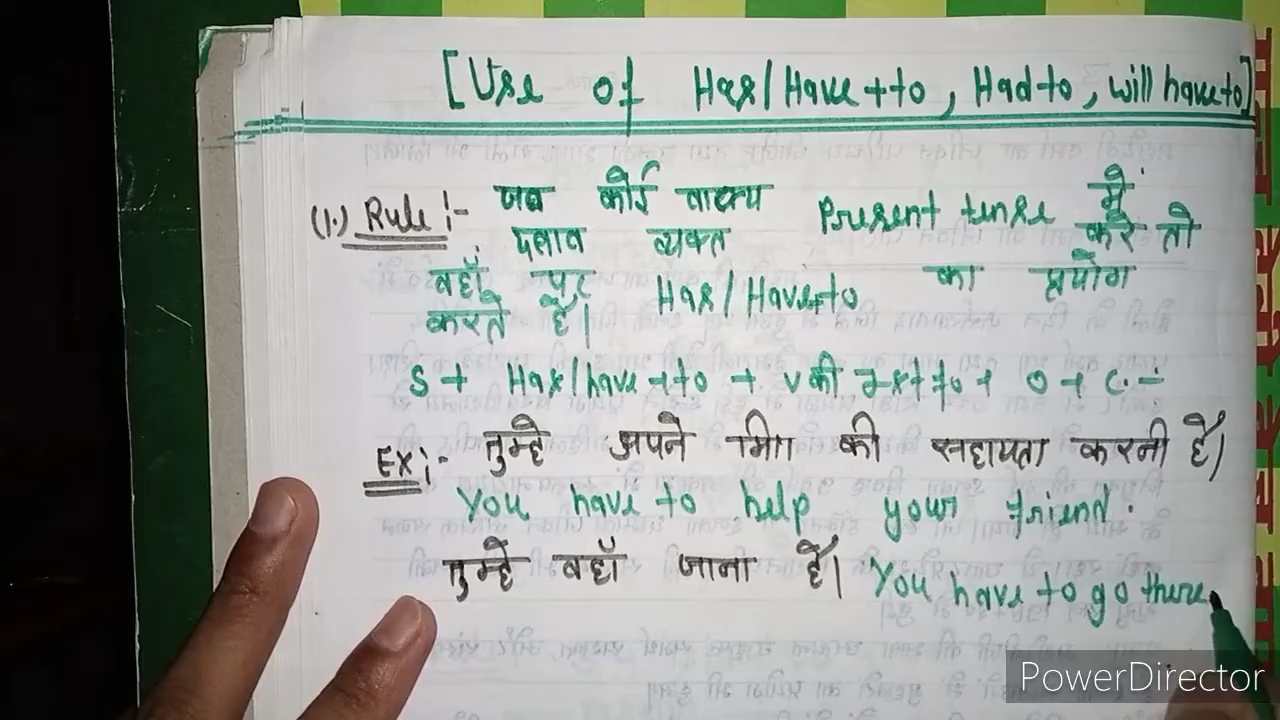 [Use of Has/Have+to, Had to, will have to]
(1.) Rule:- जब कोई वाक्य Present tense में
दबाव व्यक्त करे तो
वहाँ पर Has/Have+to का प्रयोग
करते हैं।
S + Has/have+to + v की Ist to + O + C.-
Ex:- तुम्हे अपने मित्र की सहायता करनी है।
You have to help your friend.
तुम्हे वहाँ जाना है। You have to go there
PowerDirector